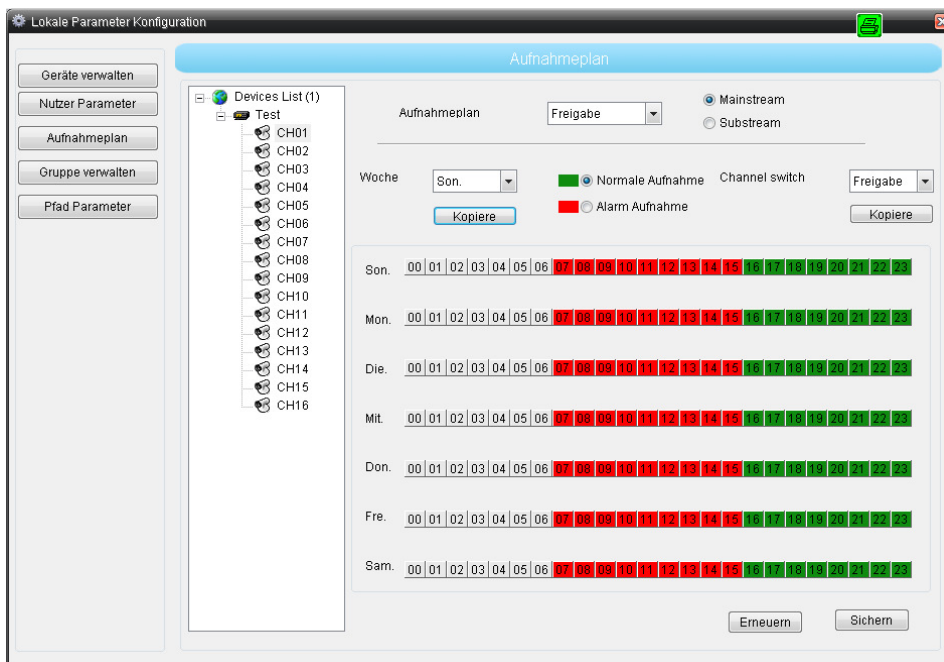 Lokale Parameter Konfiguration
Aufnahmeplan
Geräte verwalten
Nutzer Parameter
Aufnahmeplan
Gruppe verwalten
Pfad Parameter
Devices List (1)
Test
CH01
CH02
CH03
CH04
CH05
CH06
CH07
CH08
CH09
CH10
CH11
CH12
CH13
CH14
CH15
CH16
Aufnahmeplan
Freigabe
Mainstream
Substream
Woche
Son.
Kopiere
Normale Aufnahme
Alarm Aufnahme
Channel switch
Freigabe
Kopiere
Son. 00 01 02 03 04 05 06 07 08 09 10 11 12 13 14 15 16 17 18 19 20 21 22 23
Mon. 00 01 02 03 04 05 06 07 08 09 10 11 12 13 14 15 16 17 18 19 20 21 22 23
Die. 00 01 02 03 04 05 06 07 08 09 10 11 12 13 14 15 16 17 18 19 20 21 22 23
Mit. 00 01 02 03 04 05 06 07 08 09 10 11 12 13 14 15 16 17 18 19 20 21 22 23
Don. 00 01 02 03 04 05 06 07 08 09 10 11 12 13 14 15 16 17 18 19 20 21 22 23
Fre. 00 01 02 03 04 05 06 07 08 09 10 11 12 13 14 15 16 17 18 19 20 21 22 23
Sam. 00 01 02 03 04 05 06 07 08 09 10 11 12 13 14 15 16 17 18 19 20 21 22 23
Erneuern
Sichern